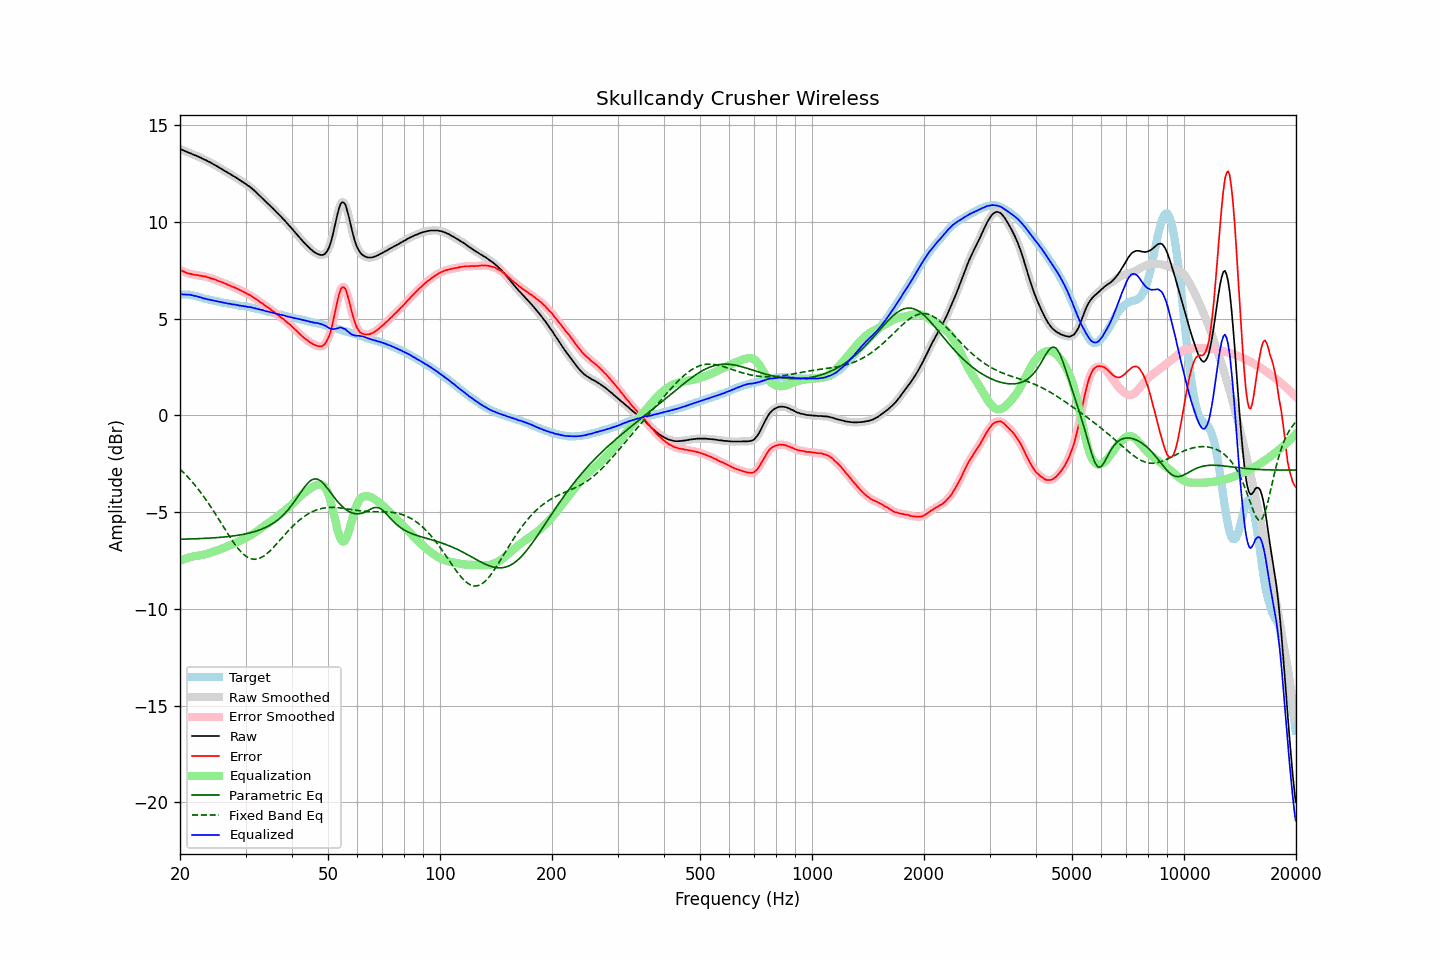 Skullcandy Crusher Wireless
Amplitude (dBr)
15
10
5
0
−5
−10
−15
−20
Target
Raw Smoothed
Error Smoothed
Raw
Error
Equalization
Parametric Eq
Fixed Band Eq
Equalized
20 50 100 200 500 1000 2000 5000 10000 20000
Frequency (Hz)